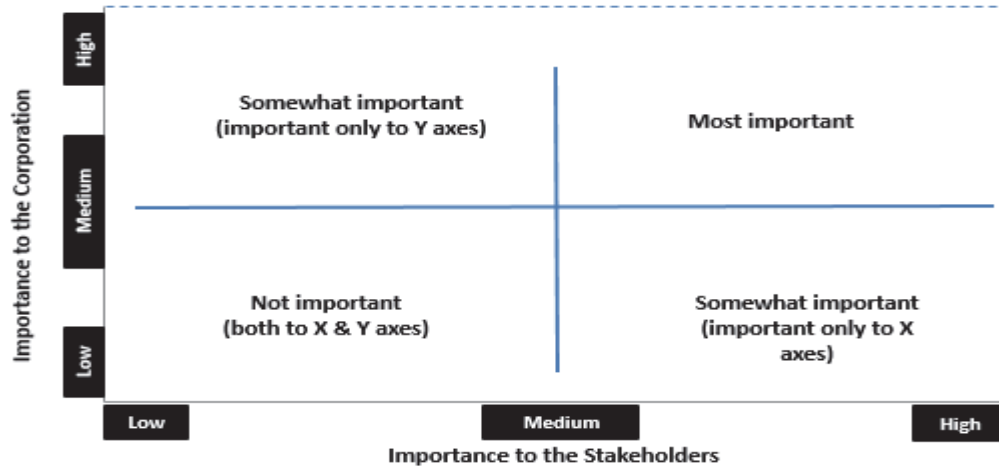 High
Medium
Low
Importance to the Corporation
Somewhat important
(important only to Y axes)
Most important
Not important
(both to X & Y axes)
Somewhat important
(important only to X
axes)
Low
Medium
High
Importance to the Stakeholders